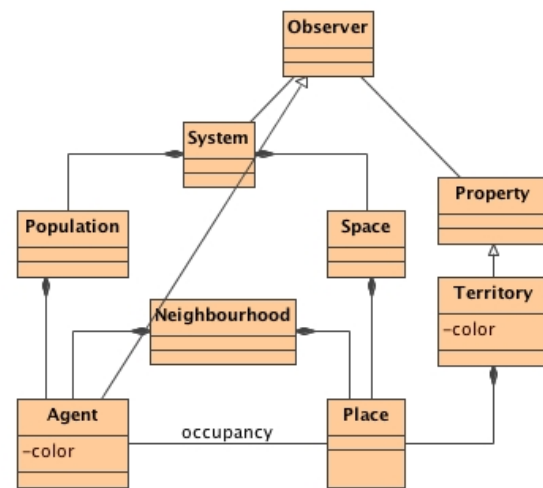 Observer
System
Property
Population
Space
Territory
-color
Neighbourhood
Agent
-color
occupancy
Place